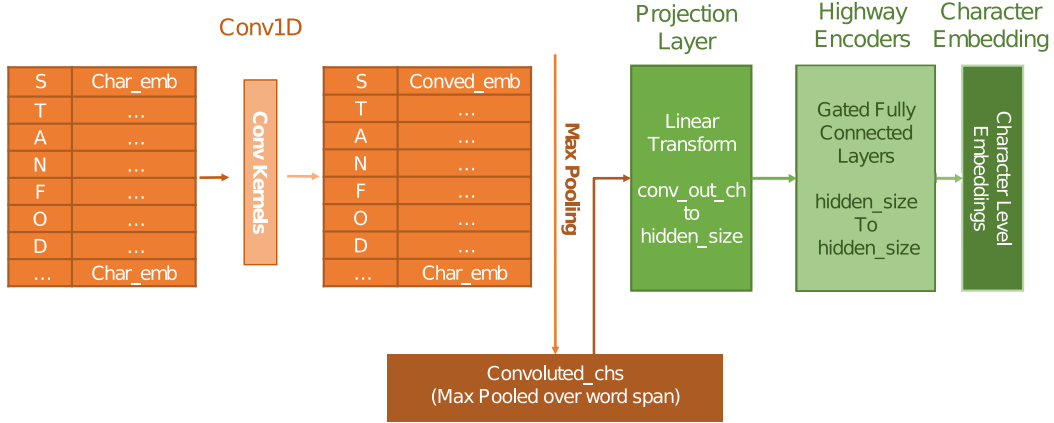 Conv1D
S Char_emb
T ...
A ...
N ...
F ...
O ...
D ...
... Char_emb
Conv Kernels
S Conved_emb
T ...
A ...
N ...
F ...
O ...
D ...
... Char_emb
Max Pooling
Convoluted_chs
(Max Pooled over word span)
Projection
Layer
Linear
Transform
conv_out_ch
to
hidden_size
Highway
Encoders
Gated Fully
Connected
Layers
hidden_size
To
hidden_size
Character
Embedding
Character Level
Embeddings